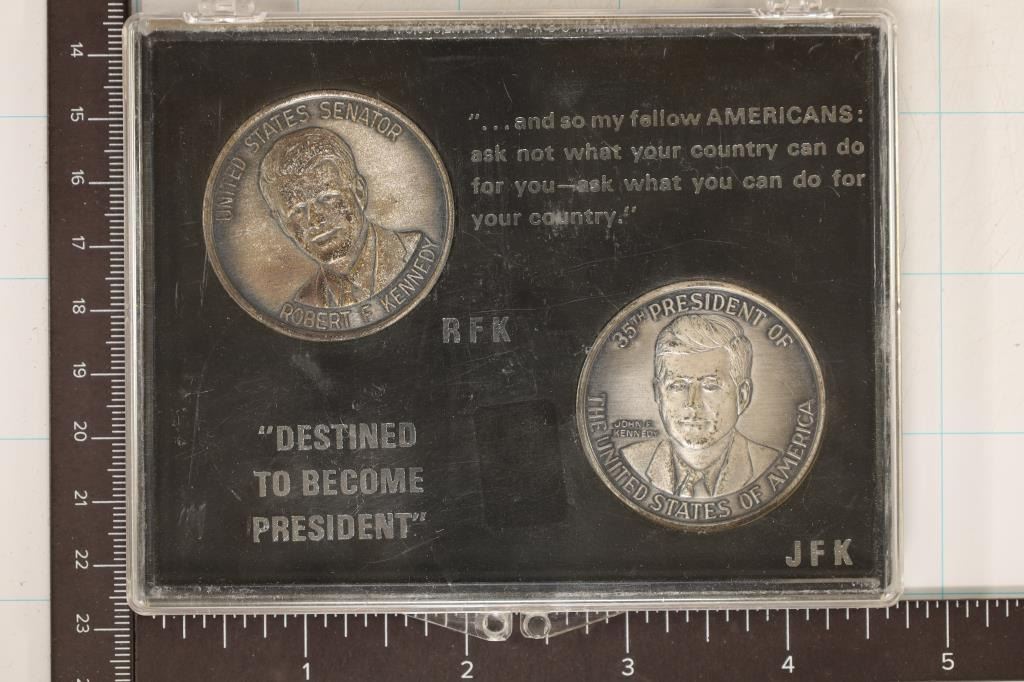 UNITED STATES SENATOR
ROBERT F. KENNEDY
"...and so my fellow AMERICANS:
ask not what your country can do
for you—ask what you can do for
your country."
RFK
35TH PRESIDENT OF
THE UNITED STATES OF AMERICA
JOHN F.
KENNEDY
"DESTINED
TO BECOME
PRESIDENT"
JFK
14
15
16
17
18
19
20
21
22
23
1 2 3 4 5